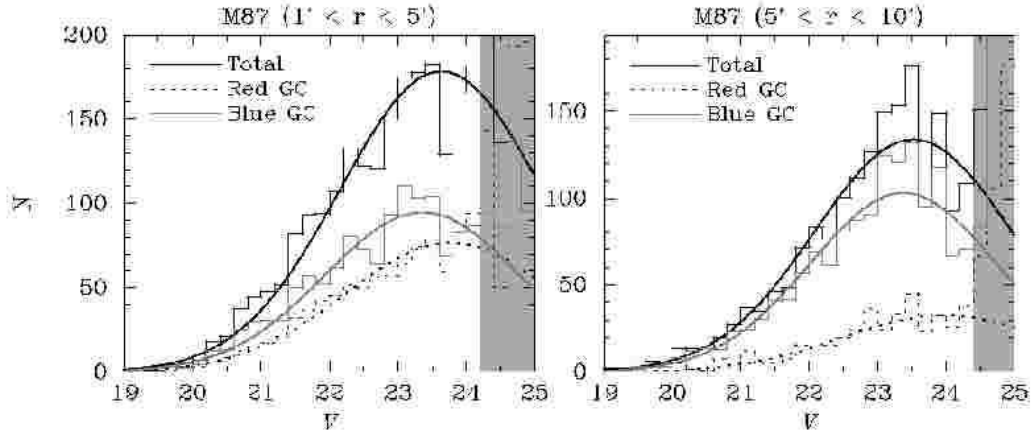 M87 (1' < r < 5')
200
150
100
50
0
Total
Red GC
Blue GC
N
19 20 21 22 23 24 25
V
M87 (5' < r < 10')
150
100
50
0
Total
Red GC
Blue GC
19 20 21 22 23 24 25
V